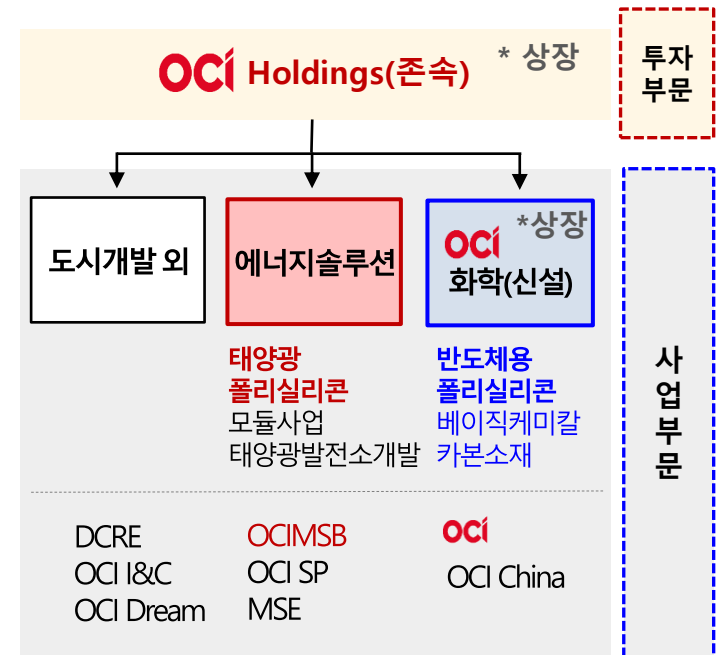 OCI Holdings(존속) * 상장
투자
부문
도시개발 외
에너지솔루션
OCI *상장
화학(신설)
태양광
폴리실리콘
모듈사업
태양광발전소개발
반도체용
폴리실리콘
베이직케미칼
카본소재
사
업
부
문
DCRE
OCI I&C
OCI Dream
OCIMSB
OCI SP
MSE
OCI
OCI China